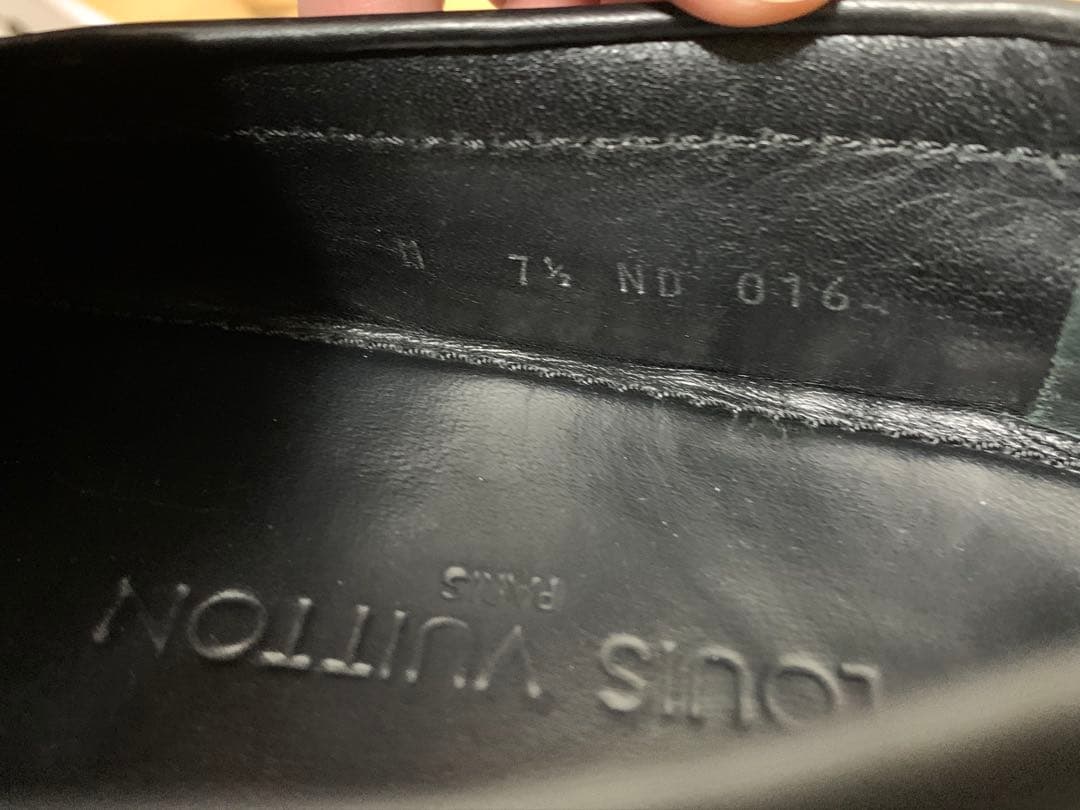 7½ ND 016
LOUIS VUITTON
PARIS